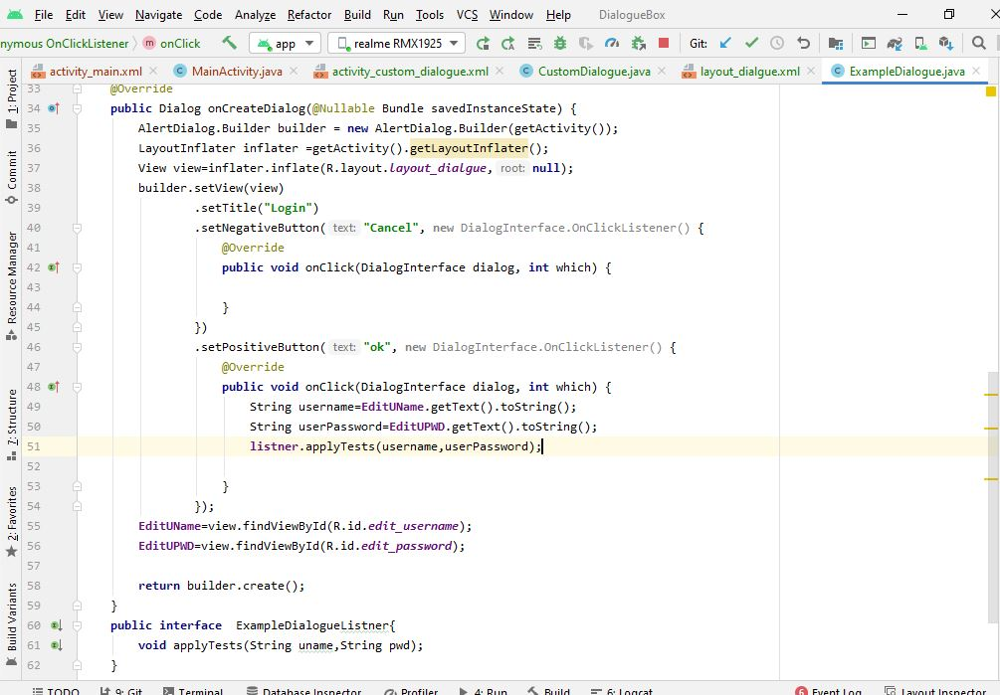 File Edit View Navigate Code Analyze Refactor Build Run Tools VCS Window Help DialogueBox
nymous OnClickListener onClick app realme RMX1925 Git:
activity_main.xml MainActivity.java activity_custom_dialogue.xml CustomDialogue.java layout_dialgue.xml ExampleDialogue.java
1: Project
Commit
Resource Manager
7: Structure
2: Favorites
Build Variants
33 @Override
34 public Dialog onCreateDialog(@Nullable Bundle savedInstanceState) {
35 AlertDialog.Builder builder = new AlertDialog.Builder(getActivity());
36 LayoutInflater inflater =getActivity().getLayoutInflater();
37 View view=inflater.inflate(R.layout.layout_dialgue, root: null);
38 builder.setView(view)
39 .setTitle("Login")
40 .setNegativeButton( text: "Cancel", new DialogInterface.OnClickListener() {
41 @Override
42 public void onClick(DialogInterface dialog, int which) {
43
44 }
45 })
46 .setPositiveButton( text: "ok", new DialogInterface.OnClickListener() {
47 @Override
48 public void onClick(DialogInterface dialog, int which) {
49 String username=EditUName.getText().toString();
50 String userPassword=EditUPWD.getText().toString();
51 listner.applyTests(username,userPassword);
52
53 }
54 });
55 EditUName=view.findViewById(R.id.edit_username);
56 EditUPWD=view.findViewById(R.id.edit_password);
57
58 return builder.create();
59 }
60 public interface ExampleDialogueListner{
61 void applyTests(String uname,String pwd);
62 }
TODO 9: Git Terminal Database Inspector Profiler 4: Run Build 6: Logcat 6 Event Log Layout Inspector